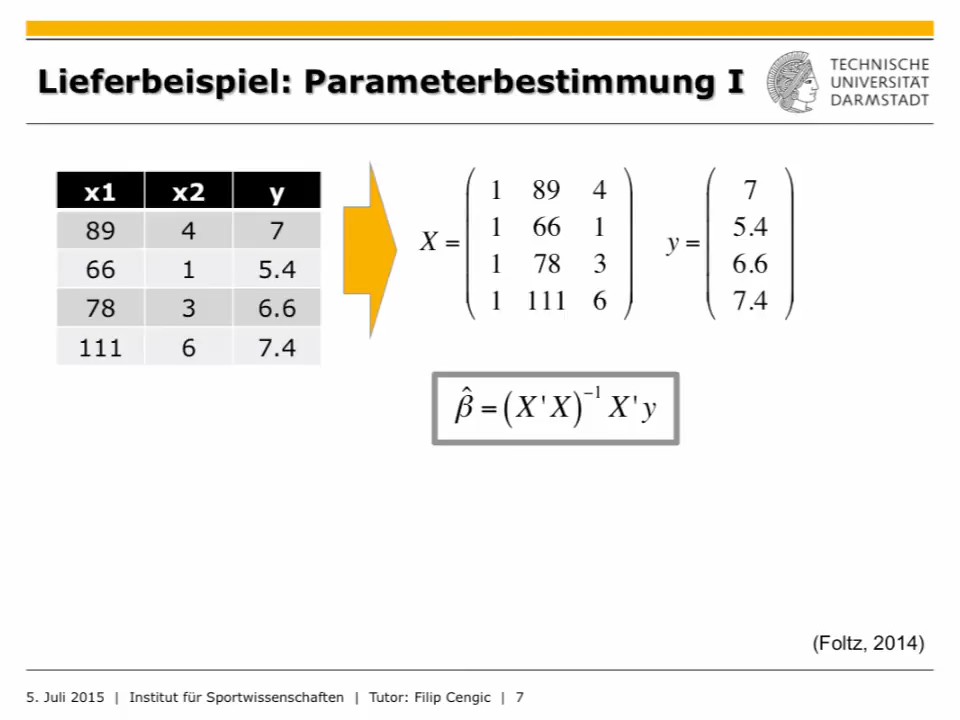 Lieferbeispiel: Parameterbestimmung I
TECHNISCHE
UNIVERSITÄT
DARMSTADT
x1 x2 y
89 4 7
66 1 5.4
78 3 6.6
111 6 7.4
X = ( 1 89 4
1 66 1
1 78 3
1 111 6 )
y = ( 7
5.4
6.6
7.4 )
β̂ = (X'X)⁻¹ X'y
(Foltz, 2014)
5. Juli 2015 | Institut für Sportwissenschaften | Tutor: Filip Cengic | 7